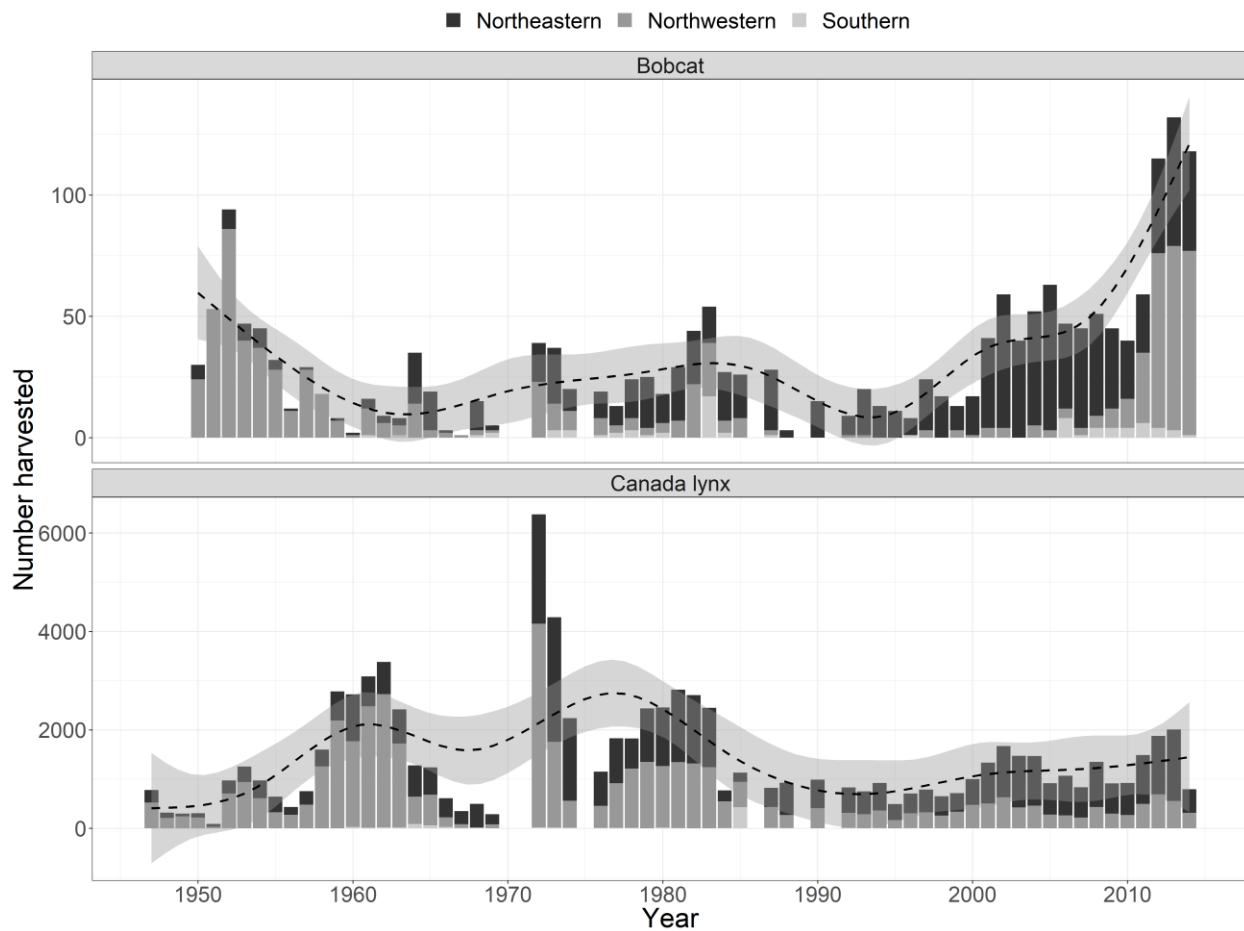 Northeastern Northwestern Southern
Bobcat
100
50
0
Number harvested
Canada lynx
6000
4000
2000
0
1950 1960 1970 1980 1990 2000 2010
Year